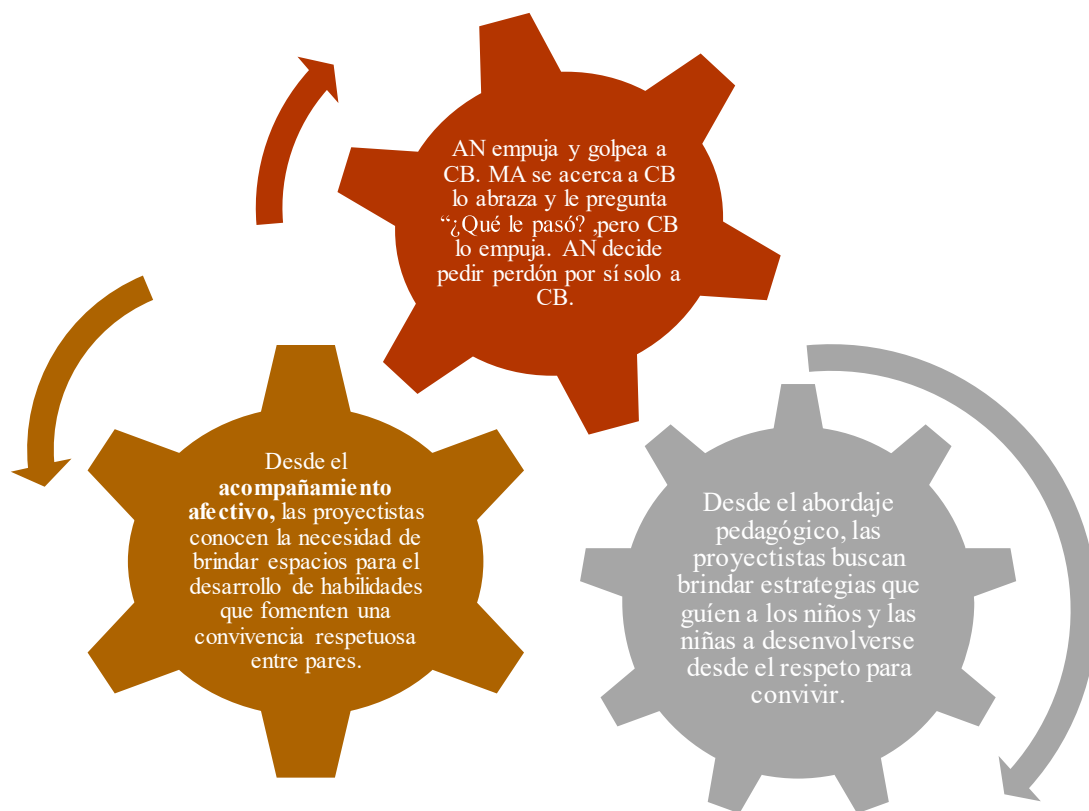 AN empuja y golpea a
CB. MA se acerca a CB
lo abraza y le pregunta
“¿Qué le pasó? ,pero CB
lo empuja. AN decide
pedir perdón por sí solo a
CB.
Desde el
acompañamiento
afectivo, las proyectistas
conocen la necesidad de
brindar espacios para el
desarrollo de habilidades
que fomenten una
convivencia respetuosa
entre pares.
Desde el abordaje
pedagógico, las
proyectistas buscan
brindar estrategias que
guíen a los niños y las
niñas a desenvolverse
desde el respeto para
convivir.